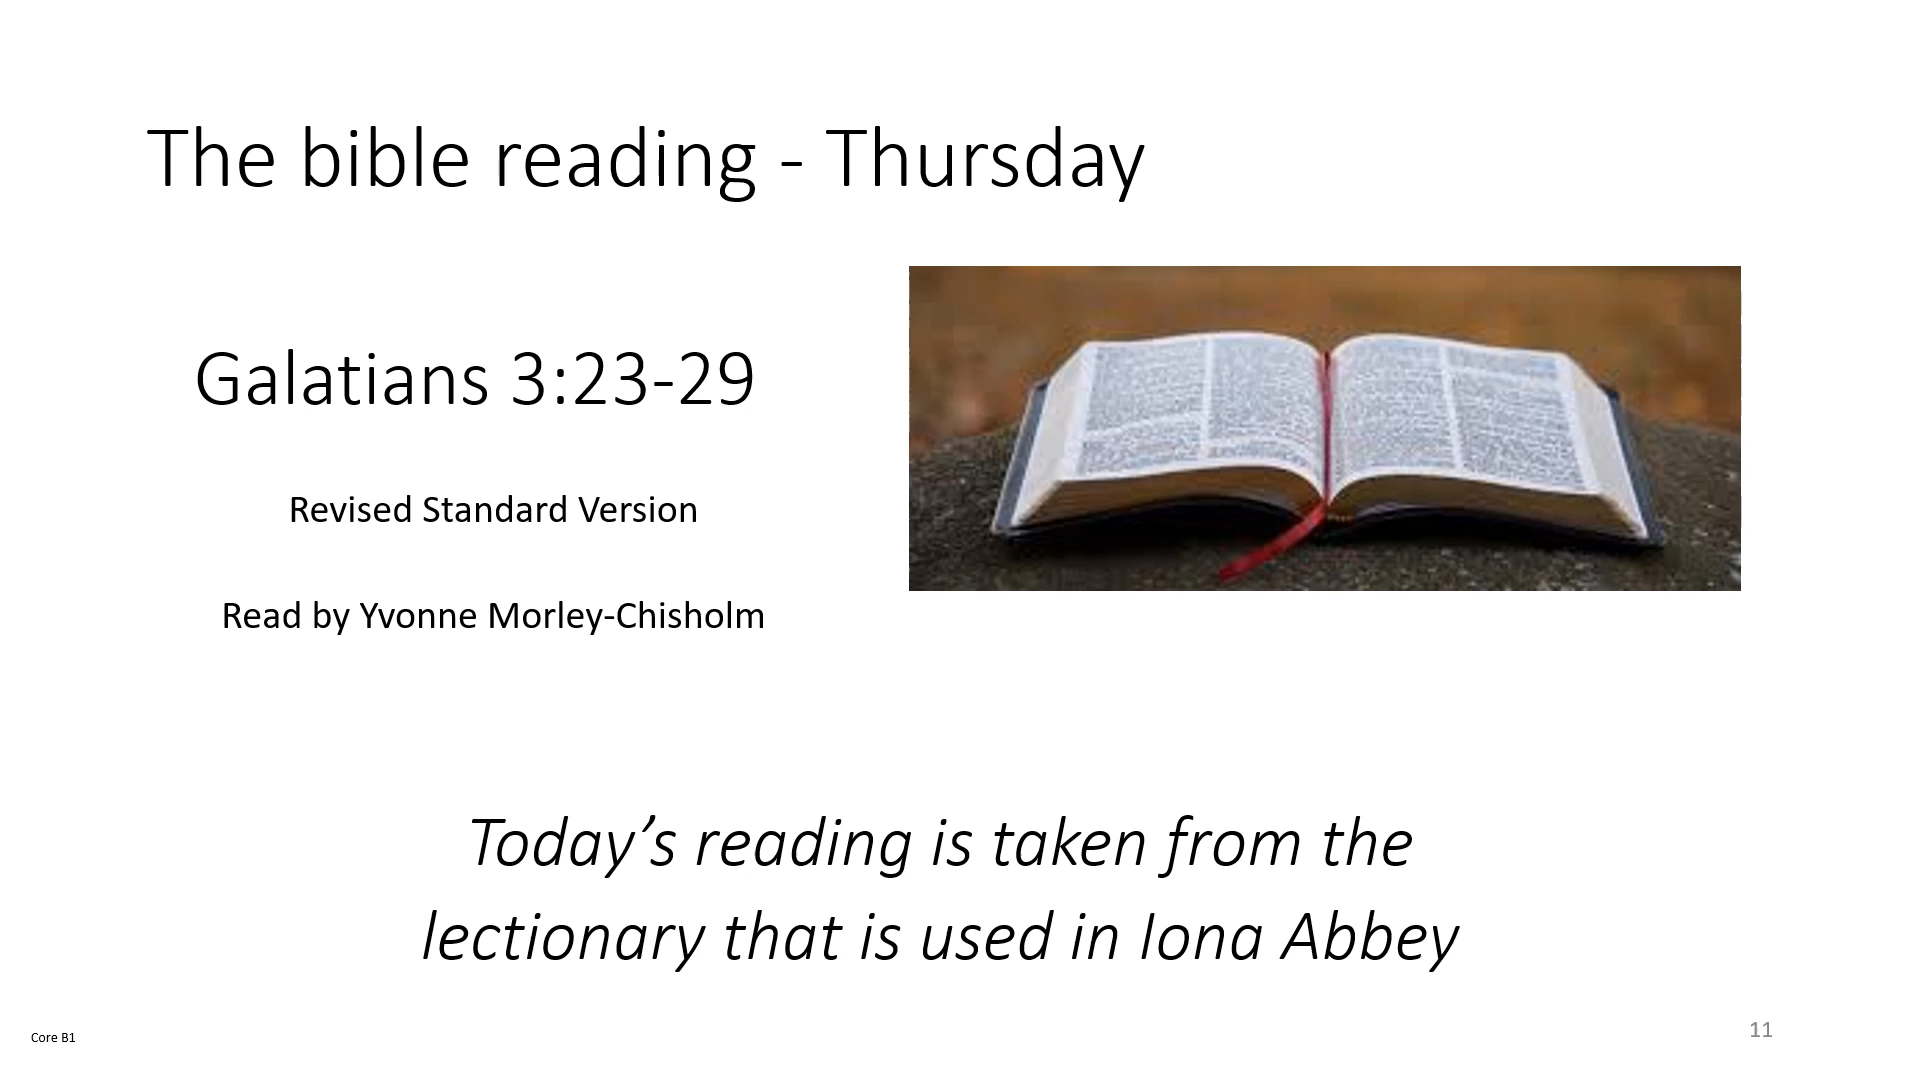 The bible reading - Thursday
Galatians 3:23-29
Revised Standard Version
Read by Yvonne Morley-Chisholm
Today’s reading is taken from the
lectionary that is used in Iona Abbey
Core B1
11